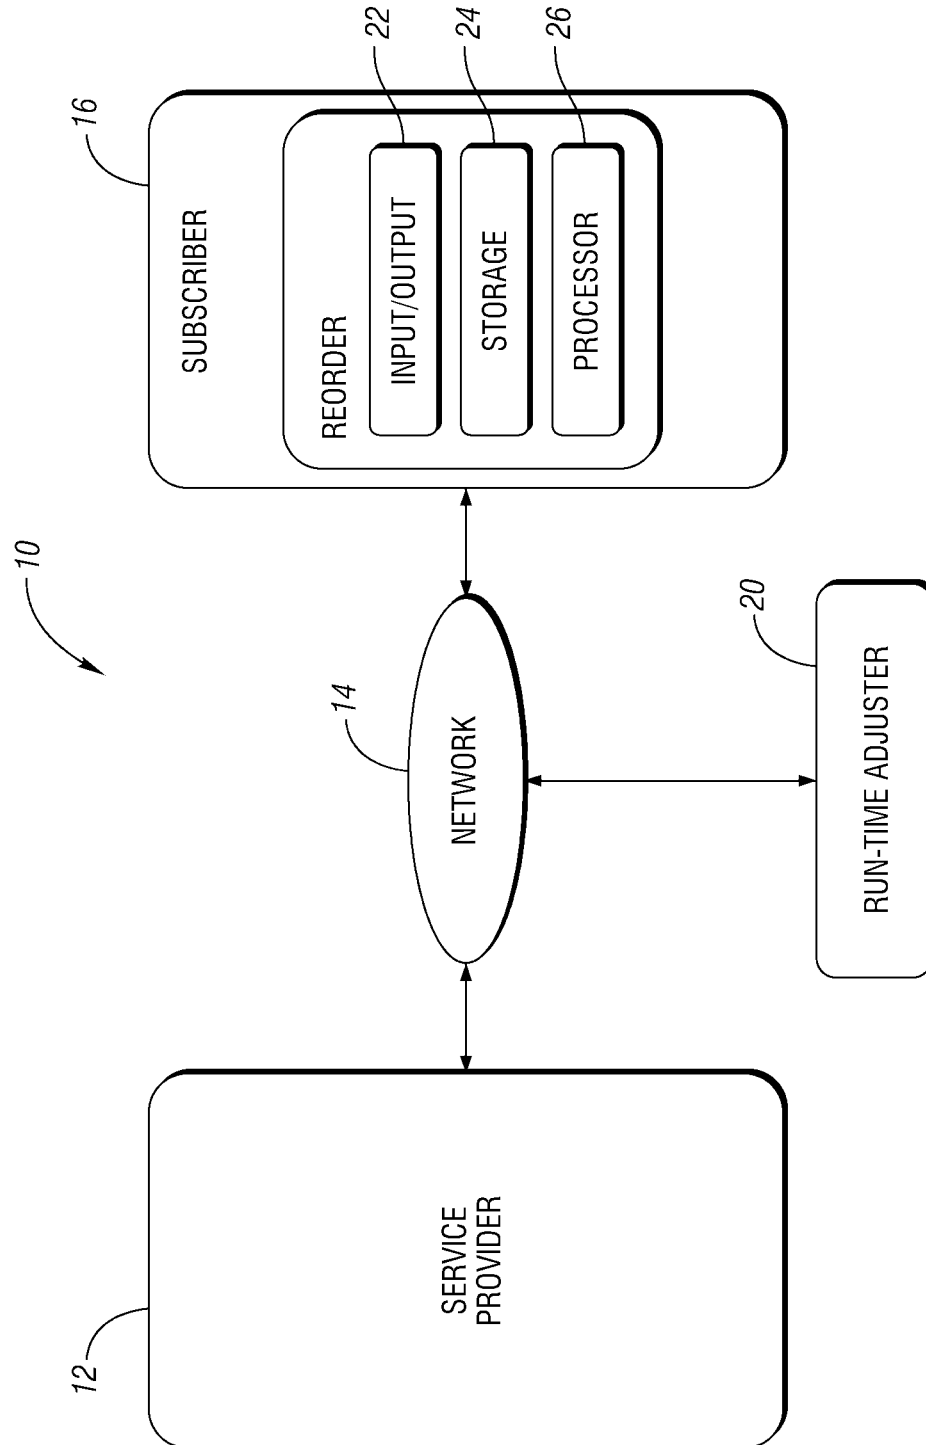 10
12
SERVICE
PROVIDER
14
NETWORK
16
SUBSCRIBER
REORDER
INPUT/OUTPUT
22
STORAGE
24
PROCESSOR
26
20
RUN-TIME ADJUSTER